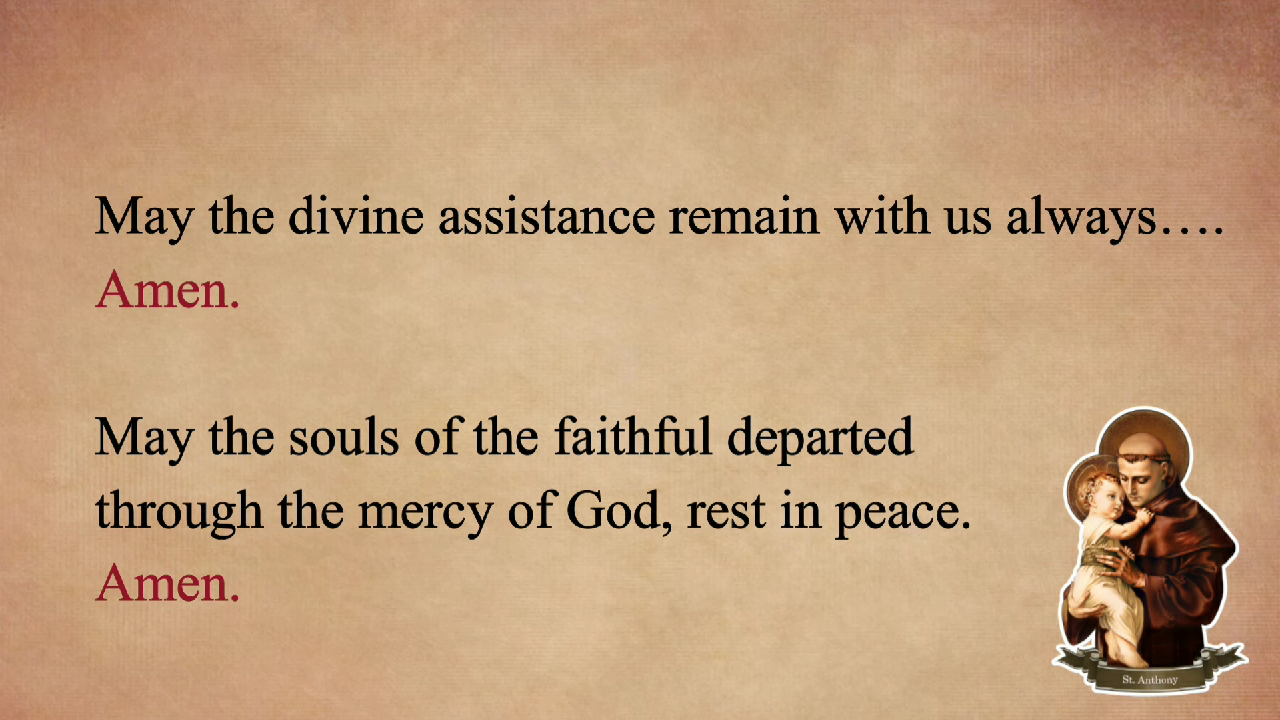 May the divine assistance remain with us always….
Amen.
May the souls of the faithful departed
through the mercy of God, rest in peace.
Amen.
St. Anthony